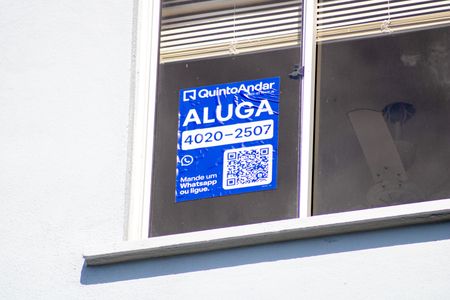 QuintoAndar
ALUGA
4020-2507
Mande um
Whatsapp
ou ligue.